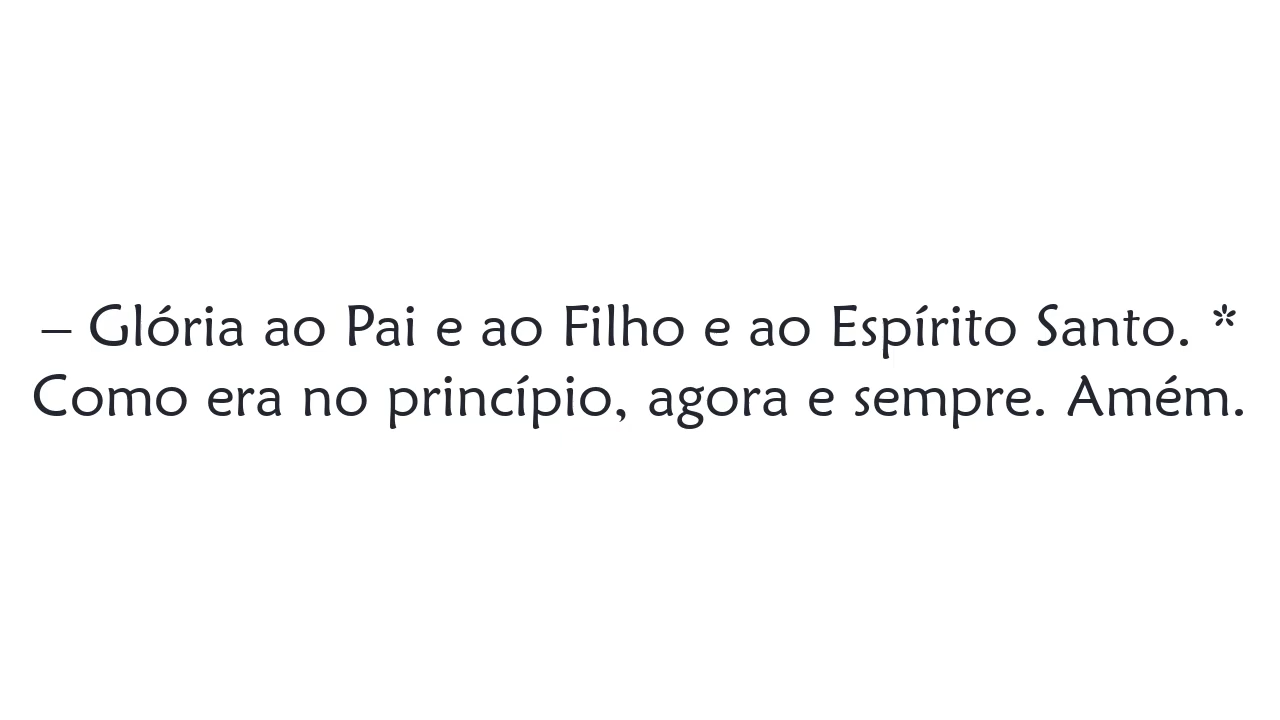 – Glória ao Pai e ao Filho e ao Espírito Santo. *
Como era no princípio, agora e sempre. Amém.